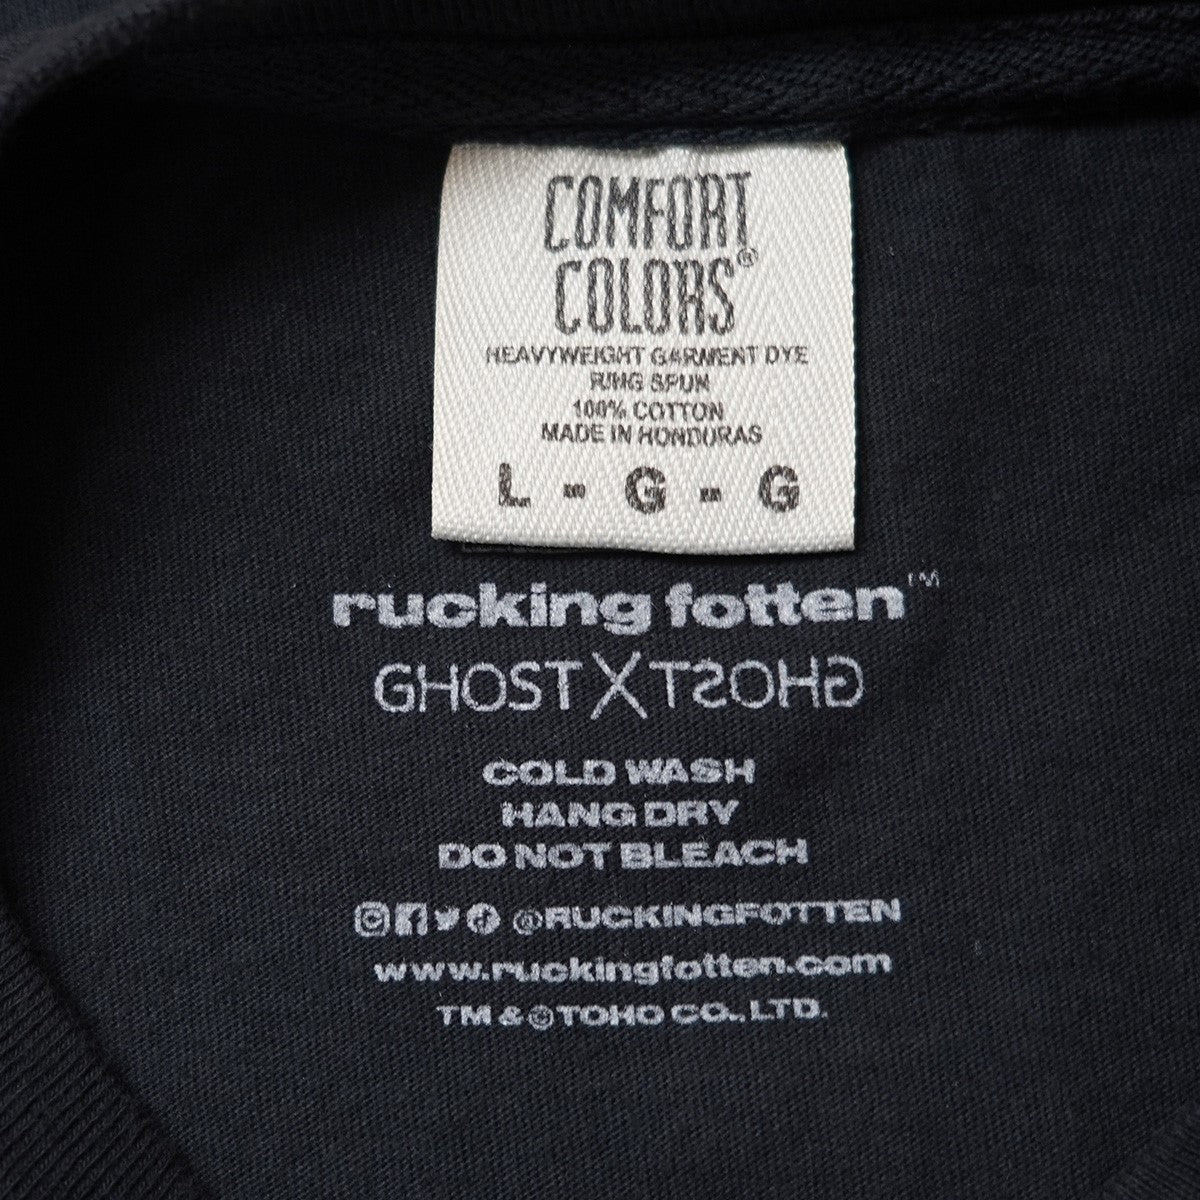 COMFORT
COLORS®
HEAVYWEIGHT GARMENT DYE
RING SPUN
100% COTTON
MADE IN HONDURAS
L - G - G
rucking fotten™
GHOST X TSOHG
COLD WASH
HANG DRY
DO NOT BLEACH
@RUCKINGFOTTEN
www.ruckingfotten.com
TM & © TOHO CO., LTD.